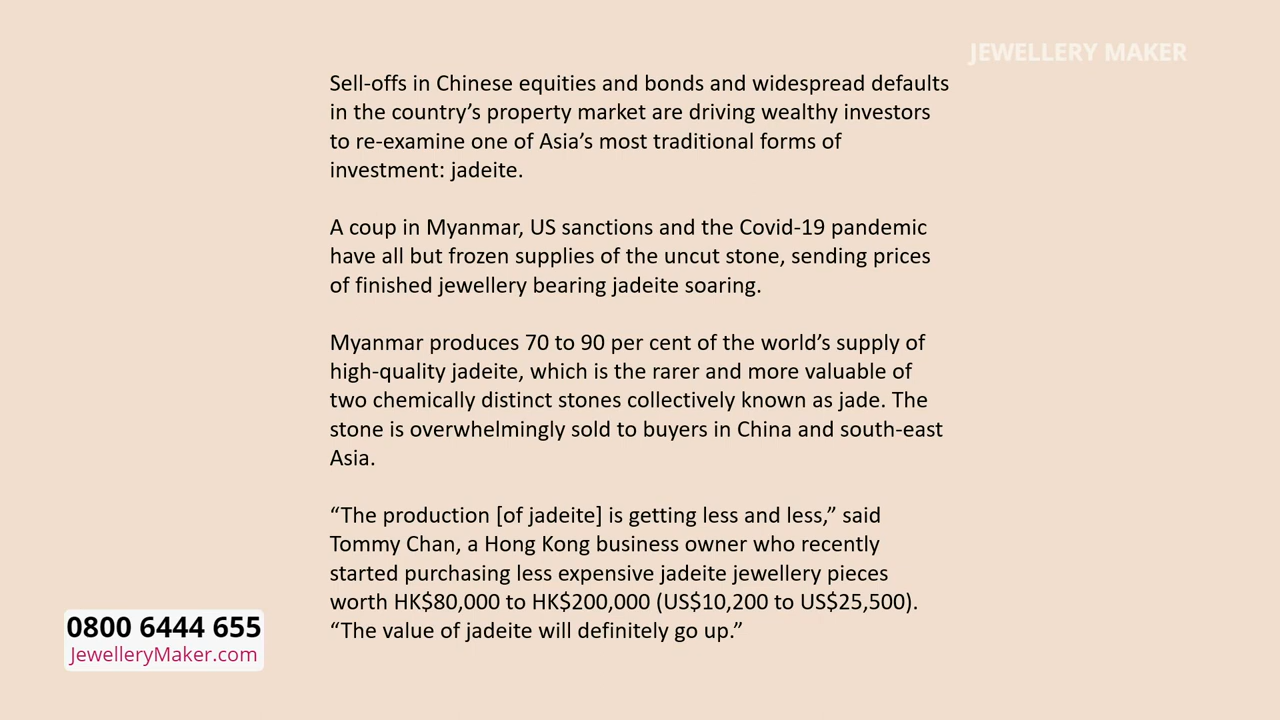 JEWELLERY MAKER
Sell-offs in Chinese equities and bonds and widespread defaults
in the country’s property market are driving wealthy investors
to re-examine one of Asia’s most traditional forms of
investment: jadeite.
A coup in Myanmar, US sanctions and the Covid-19 pandemic
have all but frozen supplies of the uncut stone, sending prices
of finished jewellery bearing jadeite soaring.
Myanmar produces 70 to 90 per cent of the world’s supply of
high-quality jadeite, which is the rarer and more valuable of
two chemically distinct stones collectively known as jade. The
stone is overwhelmingly sold to buyers in China and south-east
Asia.
“The production [of jadeite] is getting less and less,” said
Tommy Chan, a Hong Kong business owner who recently
started purchasing less expensive jadeite jewellery pieces
worth HK$80,000 to HK$200,000 (US$10,200 to US$25,500).
“The value of jadeite will definitely go up.”
0800 6444 655
JewelleryMaker.com